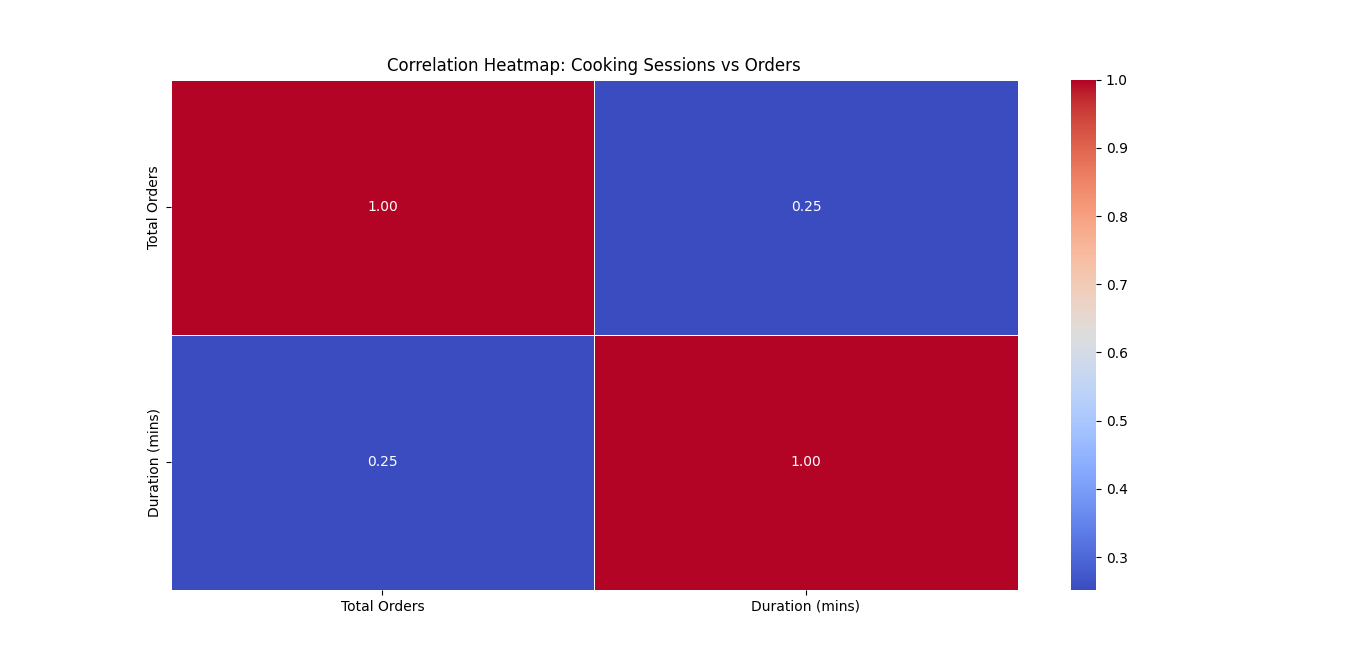 Correlation Heatmap: Cooking Sessions vs Orders
Total Orders
1.00
0.25
Duration (mins)
0.25
1.00
Total Orders
Duration (mins)
1.0
0.9
0.8
0.7
0.6
0.5
0.4
0.3